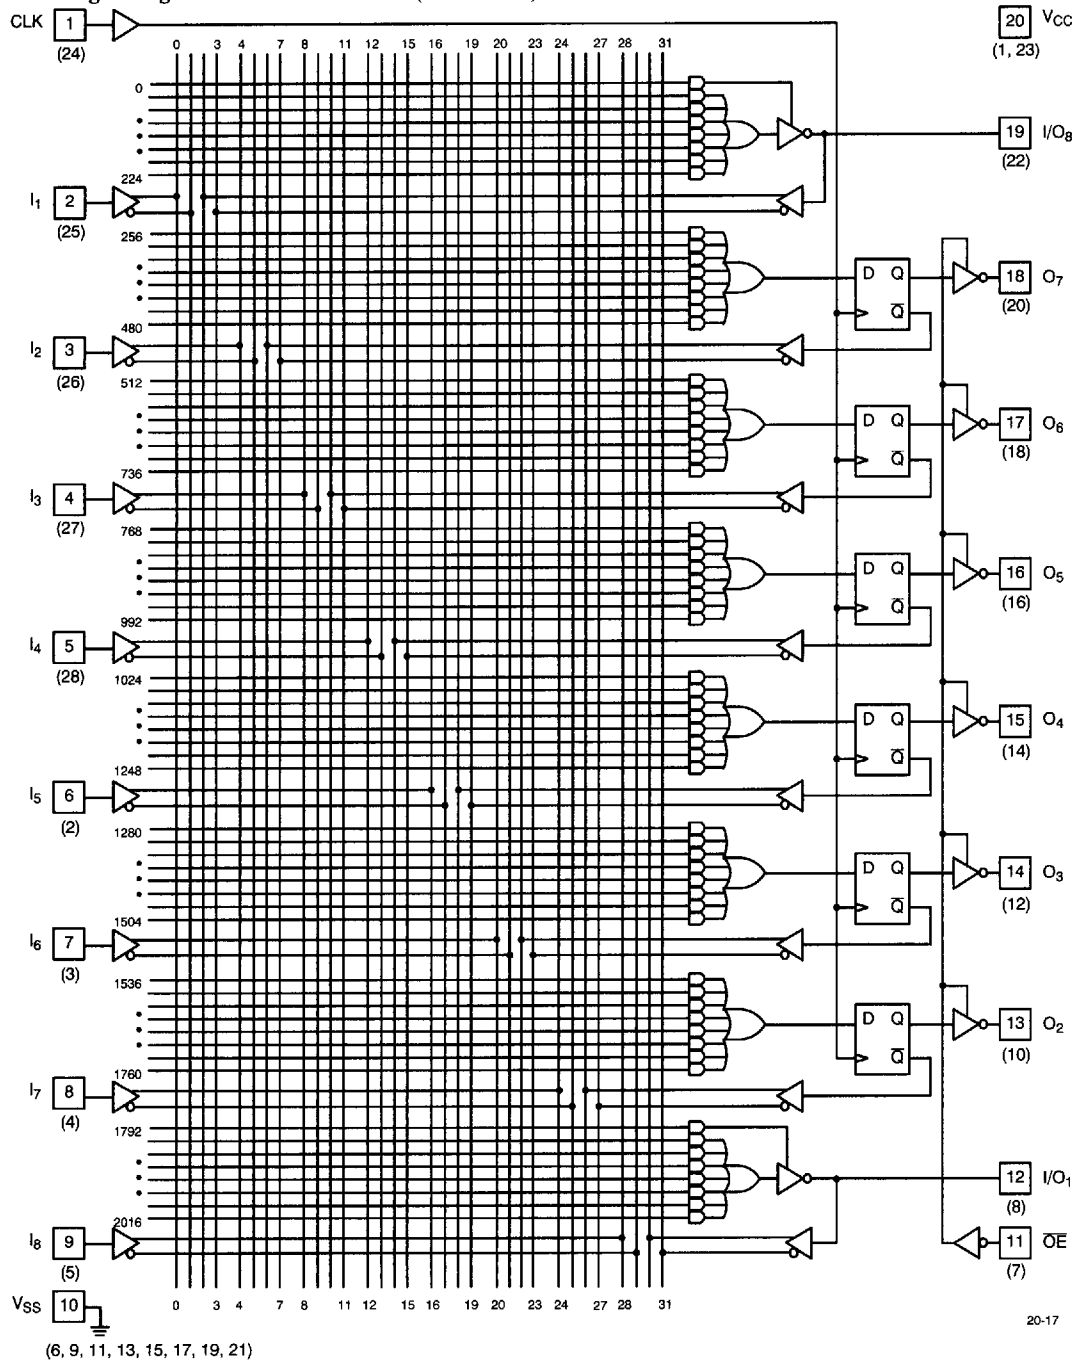 CLK 1 (24)
20 VCC (1, 23)
0 3 4 7 8 11 12 15 16 19 20 23 24 27 28 31
0
224
19 I/O8 (22)
I1 2 (25)
256
480
D Q
Q
18 O7 (20)
I2 3 (26)
512
736
D Q
Q
17 O6 (18)
I3 4 (27)
768
992
D Q
Q
16 O5 (16)
I4 5 (28)
1024
1248
D Q
Q
15 O4 (14)
I5 6 (2)
1280
1504
D Q
Q
14 O3 (12)
I6 7 (3)
1536
1760
D Q
Q
13 O2 (10)
I7 8 (4)
1792
2016
12 I/O1 (8)
I8 9 (5)
11 OE (7)
VSS 10
0 3 4 7 8 11 12 15 16 19 20 23 24 27 28 31
20-17
(6, 9, 11, 13, 15, 17, 19, 21)